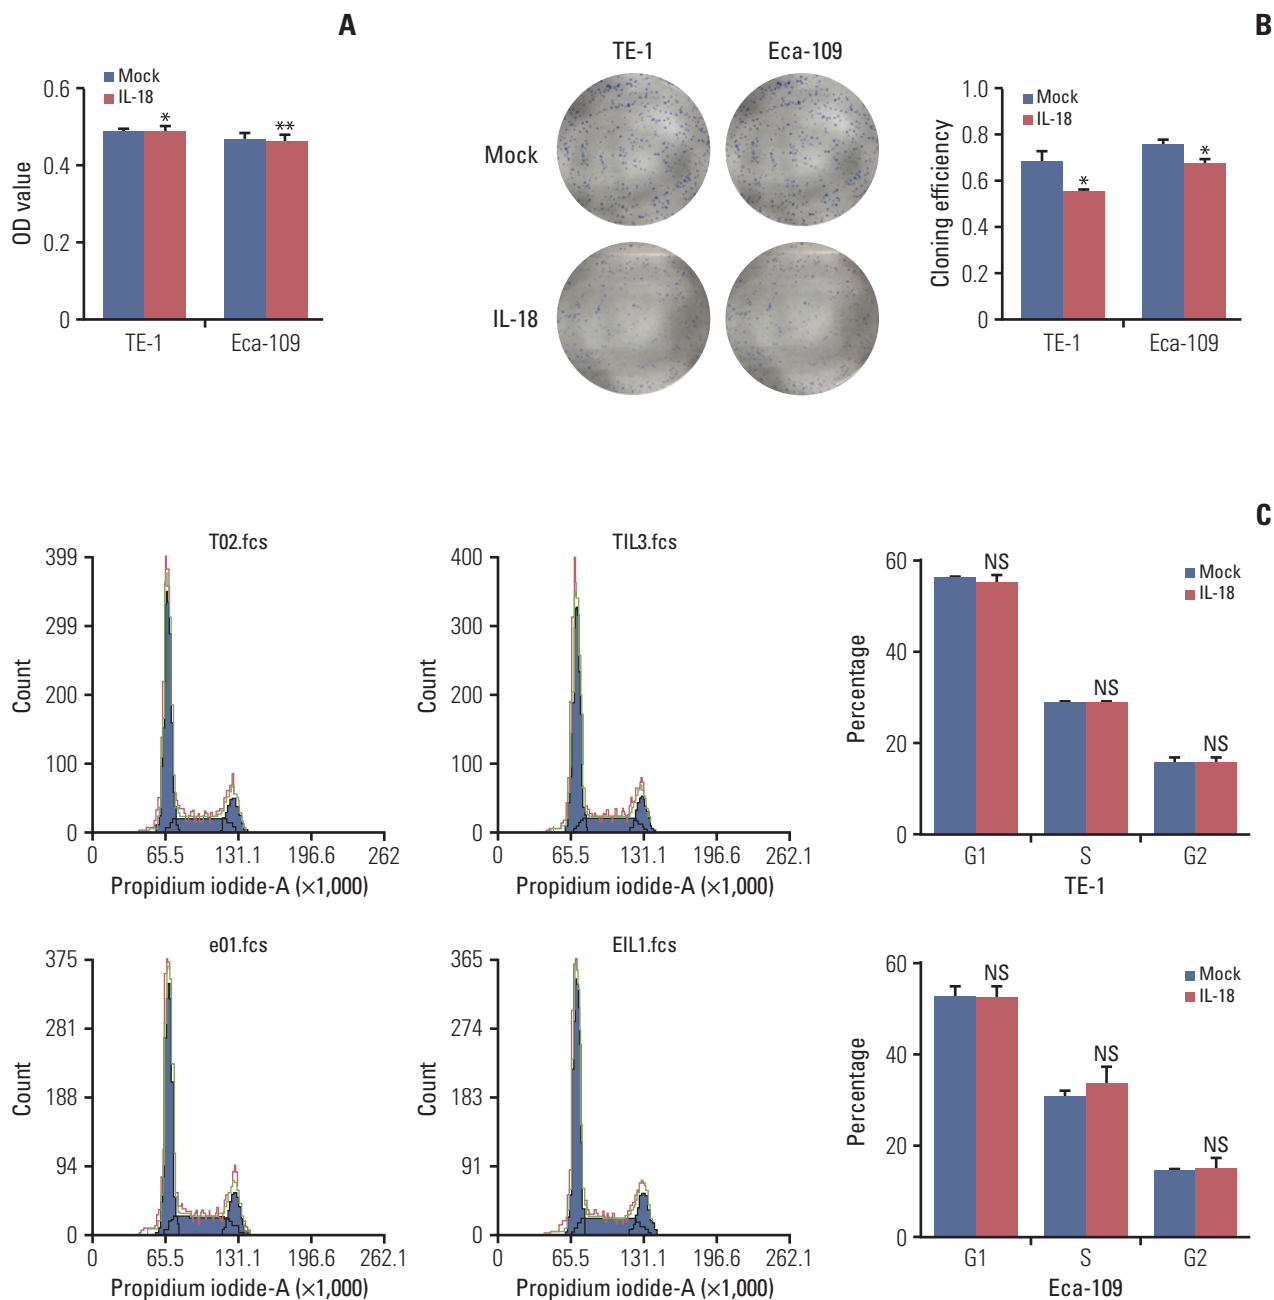 A
Mock
IL-18
*
**
0.6
0.4
0.2
0
OD value
TE-1
Eca-109
B
TE-1
Eca-109
Mock
IL-18
Mock
IL-18
*
*
1.0
0.8
0.6
0.4
0.2
0
Cloning efficiency
TE-1
Eca-109
C
T02.fcs
399
299
200
100
0
Count
0
65.5
131.1
196.6
262
Propidium iodide-A (×1,000)
TIL3.fcs
400
300
200
100
0
Count
0
65.5
131.1
196.6
262.1
Propidium iodide-A (×1,000)
Mock
IL-18
NS
NS
NS
60
40
20
0
Percentage
G1
S
G2
TE-1
e01.fcs
375
281
188
94
0
Count
0
65.5
131.1
196.6
262.1
Propidium iodide-A (×1,000)
EIL1.fcs
365
274
183
91
0
Count
0
65.5
131.1
196.6
262.1
Propidium iodide-A (×1,000)
Mock
IL-18
NS
NS
NS
60
40
20
0
Percentage
G1
S
G2
Eca-109